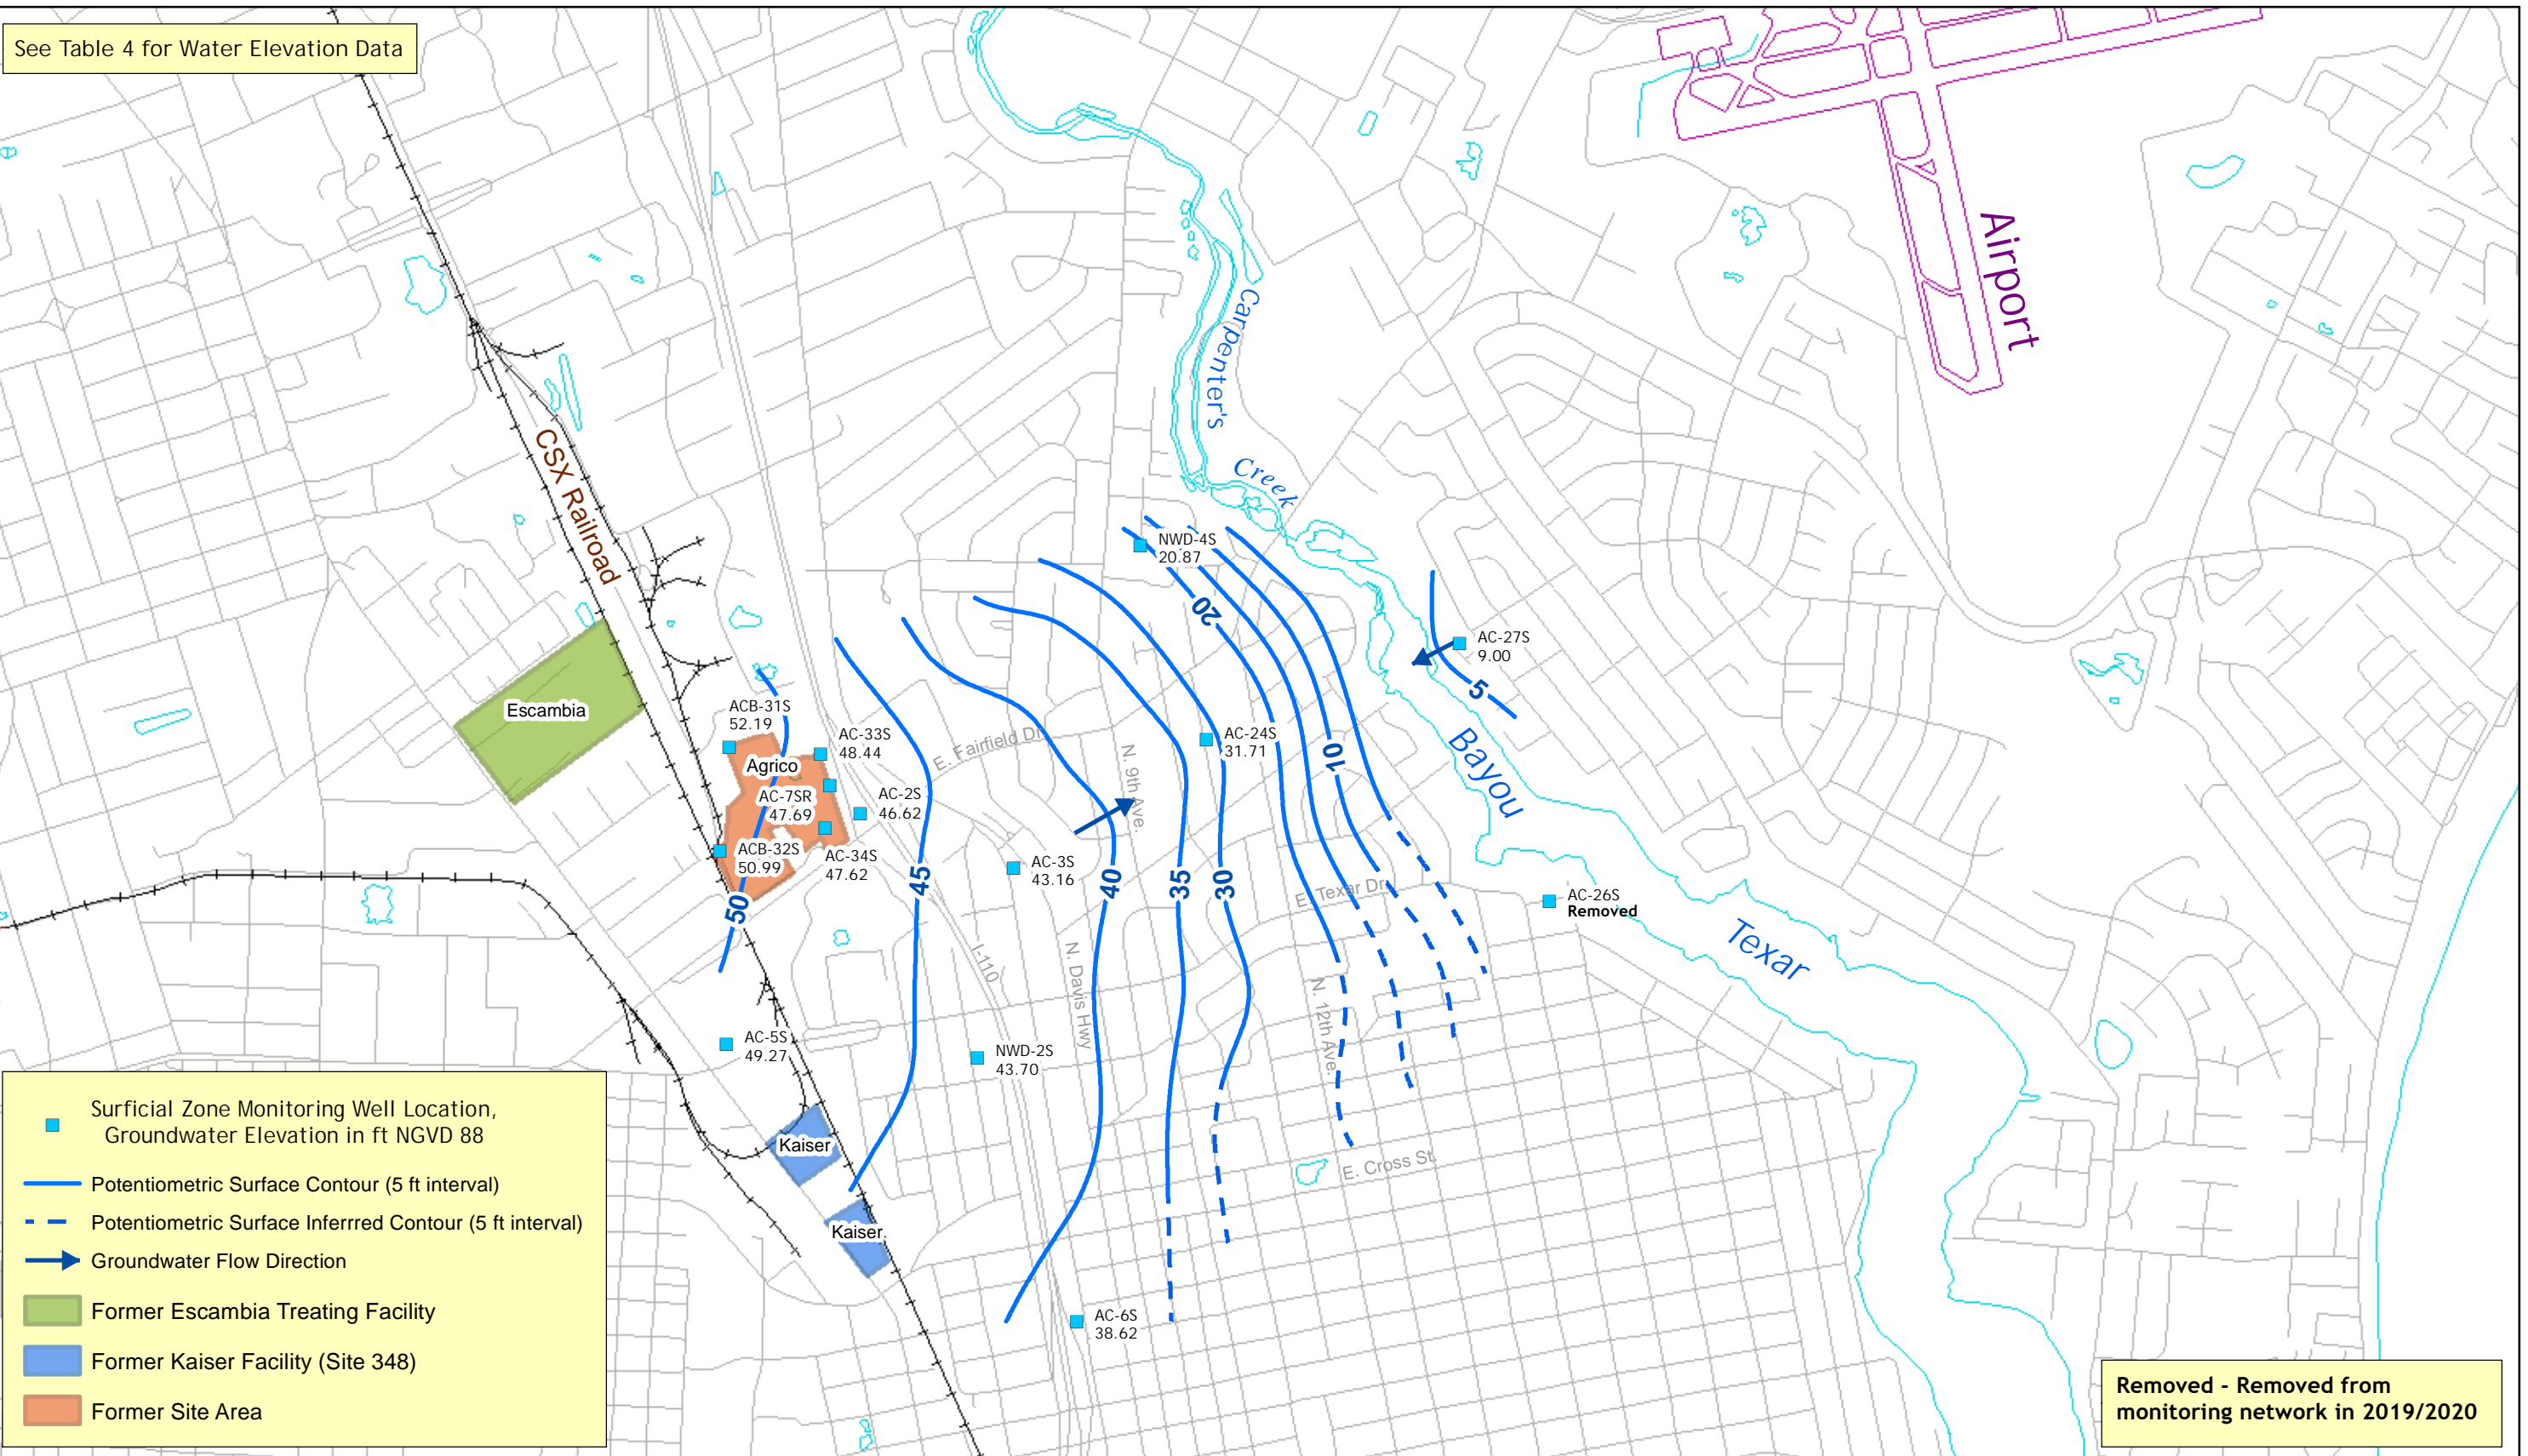 See Table 4 for Water Elevation Data
Airport
Carpenter's
Creek
CSX Railroad
NWD-4S
20.87
20
AC-27S
9.00
5
Escambia
ACB-31S
52.19
AC-33S
48.44
Agrico
AC-7SR
47.69
AC-2S
46.62
ACB-32S
50.99
AC-34S
47.62
E. Fairfield Dr.
N. 9th Ave.
AC-24S
31.71
10
Bayou
Texar
AC-3S
43.16
50
45
40
35
30
E. Texar Dr.
AC-26S
Removed
I-110
N. Davis Hwy
N. 12th Ave.
AC-5S
49.27
NWD-2S
43.70
Kaiser
Kaiser
E. Cross St.
AC-6S
38.62
Surficial Zone Monitoring Well Location,
Groundwater Elevation in ft NGVD 88
Potentiometric Surface Contour (5 ft interval)
Potentiometric Surface Inferrred Contour (5 ft interval)
Groundwater Flow Direction
Former Escambia Treating Facility
Former Kaiser Facility (Site 348)
Former Site Area
Removed - Removed from
monitoring network in 2019/2020